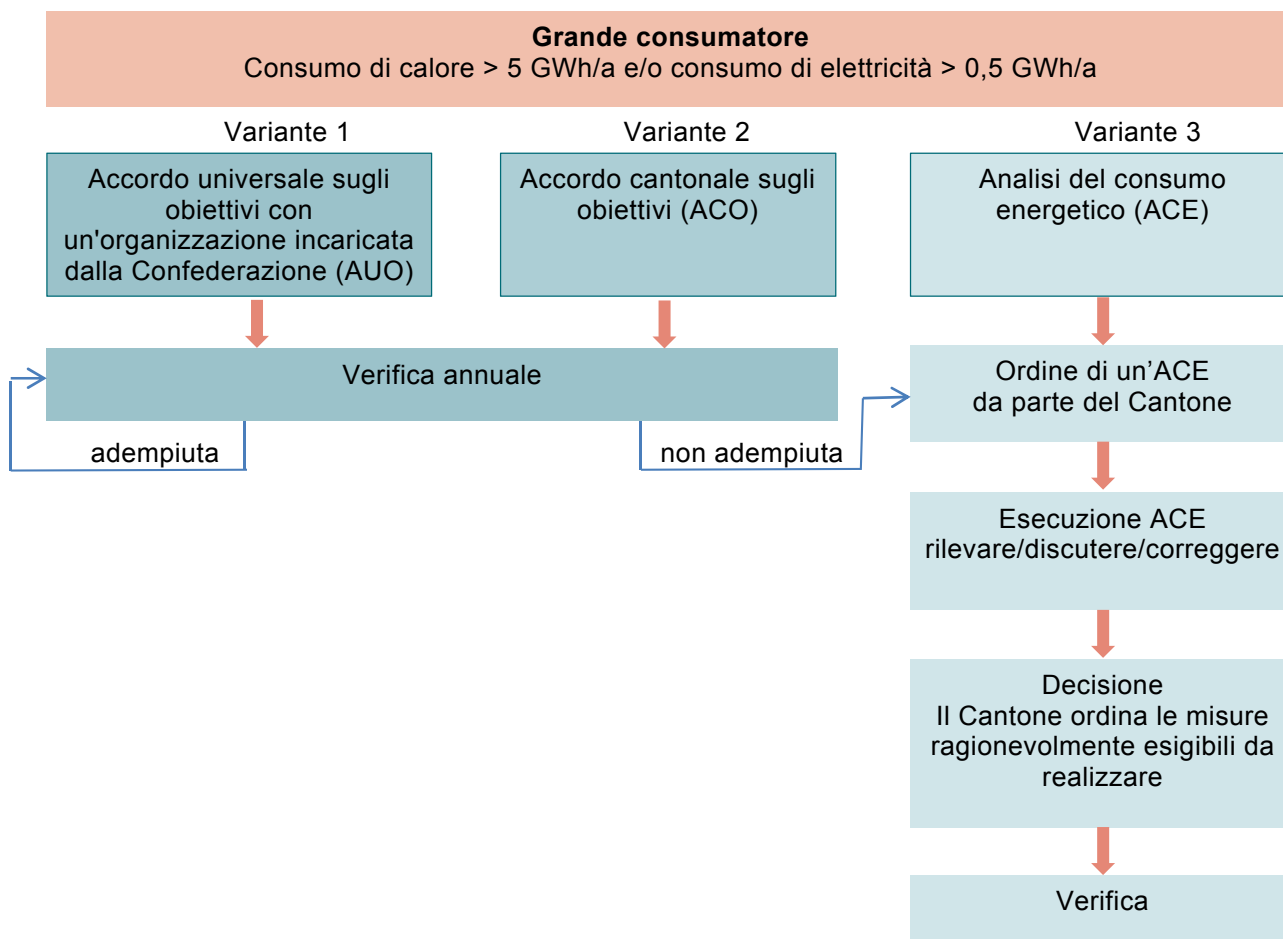 Grande consumatore
Consumo di calore > 5 GWh/a e/o consumo di elettricità > 0,5 GWh/a
Variante 1
Variante 2
Variante 3
Accordo universale sugli
obiettivi con
un'organizzazione incaricata
dalla Confederazione (AUO)
Accordo cantonale sugli
obiettivi (ACO)
Analisi del consumo
energetico (ACE)
Verifica annuale
adempiuta
non adempiuta
Ordine di un’ACE
da parte del Cantone
Esecuzione ACE
rilevare/discutere/correggere
Decisione
Il Cantone ordina le misure
ragionevolmente esigibili da
realizzare
Verifica